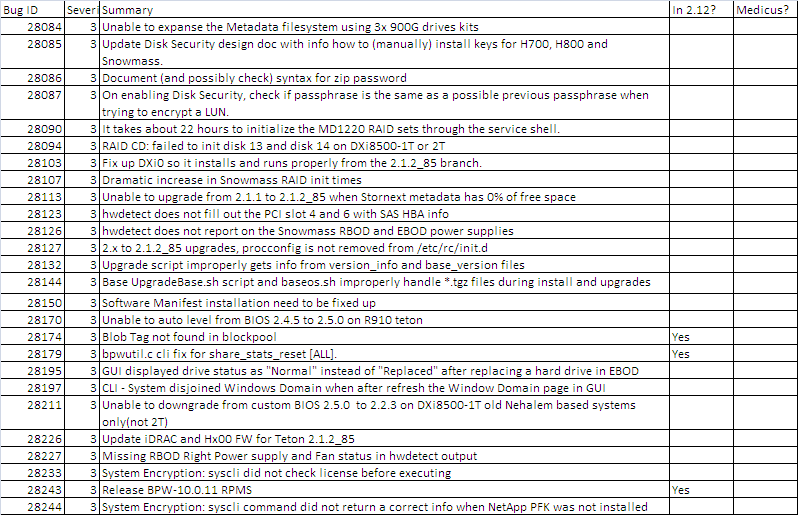 Bug ID Severi Summary In 2.12? Medicus?
28084 3 Unable to expanse the Metadata filesystem using 3x 900G drives kits
28085 3 Update Disk Security design doc with info how to (manually) install keys for H700, H800 and
Snowmass.
28086 3 Document (and possibly check) syntax for zip password
28087 3 On enabling Disk Security, check if passphrase is the same as a possible previous passphrase when
trying to encrypt a LUN.
28090 3 It takes about 22 hours to initialize the MD1220 RAID sets through the service shell.
28094 3 RAID CD: failed to init disk 13 and disk 14 on DXi8500-1T or 2T
28103 3 Fix up DXi0 so it installs and runs properly from the 2.1.2_85 branch.
28107 3 Dramatic increase in Snowmass RAID init times
28113 3 Unable to upgrade from 2.1.1 to 2.1.2_85 when Stornext metadata has 0% of free space
28123 3 hwdetect does not fill out the PCI slot 4 and 6 with SAS HBA info
28126 3 hwdetect does not report on the Snowmass RBOD and EBOD power supplies
28127 3 2.x to 2.1.2_85 upgrades, procconfig is not removed from /etc/rc/init.d
28132 3 Upgrade script improperly gets info from version_info and base_version files
28144 3 Base UpgradeBase.sh script and baseos.sh improperly handle *.tgz files during install and upgrades
28150 3 Software Manifest installation need to be fixed up
28170 3 Unable to auto level from BIOS 2.4.5 to 2.5.0 on R910 teton
28174 3 Blob Tag not found in blockpool Yes
28179 3 bpwutil.c cli fix for share_stats_reset [ALL]. Yes
28195 3 GUI displayed drive status as "Normal" instead of "Replaced" after replacing a hard drive in EBOD
28197 3 CLI - System disjoined Windows Domain when after refresh the Window Domain page in GUI
28211 3 Unable to downgrade from custom BIOS 2.5.0 to 2.2.3 on DXi8500-1T old Nehalem based systems
only(not 2T)
28226 3 Update iDRAC and Hx00 FW for Teton 2.1.2_85
28227 3 Missing RBOD Right Power supply and Fan status in hwdetect output
28233 3 System Encryption: syscli did not check license before executing
28243 3 Release BPW-10.0.11 RPMS Yes
28244 3 System Encryption: syscli command did not return a correct info when NetApp PFK was not installed